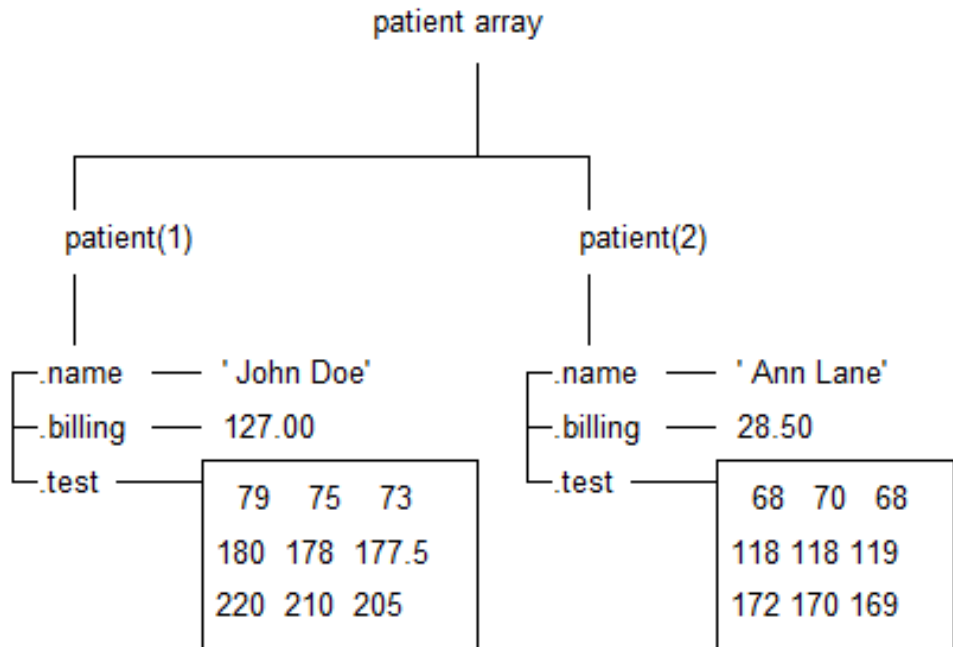 patient array
patient(1)
.name ' John Doe'
.billing 127.00
.test
79 75 73
180 178 177.5
220 210 205
patient(2)
.name ' Ann Lane'
.billing 28.50
.test
68 70 68
118 118 119
172 170 169